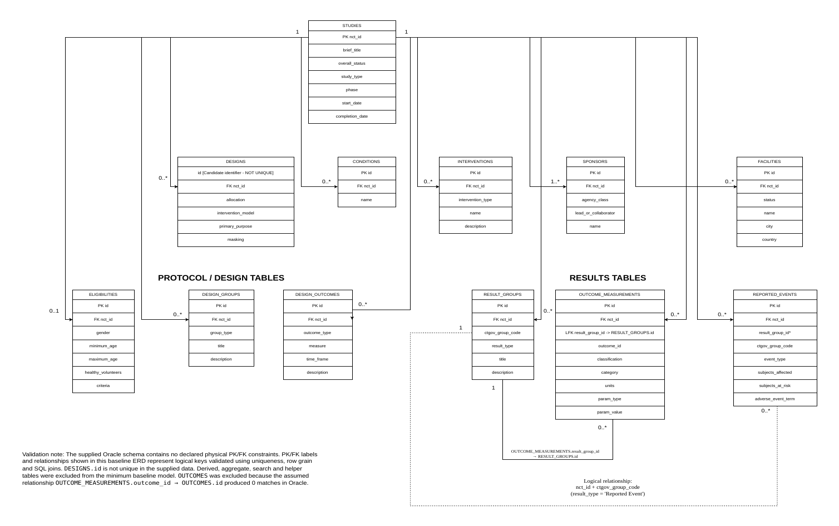 STUDIES
1
1
PK nct_id
brief_title
overall_status
study_type
phase
start_date
completion_date
DESIGNS
id [Candidate identifier - NOT UNIQUE]
0..*
FK nct_id
allocation
intervention_model
primary_purpose
masking
CONDITIONS
PK id
0..*
FK nct_id
name
INTERVENTIONS
PK id
0..*
FK nct_id
intervention_type
name
description
SPONSORS
PK id
1..*
FK nct_id
agency_class
lead_or_collaborator
name
FACILITIES
PK id
0..*
FK nct_id
status
name
city
country
PROTOCOL / DESIGN TABLES
RESULTS TABLES
ELIGIBILITIES
PK id
0..1
FK nct_id
gender
minimum_age
maximum_age
healthy_volunteers
criteria
DESIGN_GROUPS
PK id
0..*
FK nct_id
group_type
title
description
DESIGN_OUTCOMES
0..*
PK id
FK nct_id
outcome_type
measure
time_frame
description
RESULT_GROUPS
PK id
0..*
FK nct_id
1
ctgov_group_code
result_type
title
description
1
OUTCOME_MEASUREMENTS
PK id
0..*
FK nct_id
LFK result_group_id -> RESULT_GROUPS.id
outcome_id
classification
category
units
param_type
param_value
0..*
REPORTED_EVENTS
PK id
0..*
FK nct_id
result_group_id*
ctgov_group_code
event_type
subjects_affected
subjects_at_risk
adverse_event_term
0..*
OUTCOME_MEASUREMENTS.result_group_id
→ RESULT_GROUPS.id
Logical relationship:
nct_id + ctgov_group_code
(result_type = 'Reported Event')
Validation note: The supplied Oracle schema contains no declared physical PK/FK constraints. PK/FK labels
and relationships shown in this baseline ERD represent logical keys validated using uniqueness, row grain
and SQL joins. DESIGNS.id is not unique in the supplied data. Derived, aggregate, search and helper
tables were excluded from the minimum baseline model. OUTCOMES was excluded because the assumed
relationship OUTCOME_MEASUREMENTS.outcome_id → OUTCOMES.id produced 0 matches in Oracle.